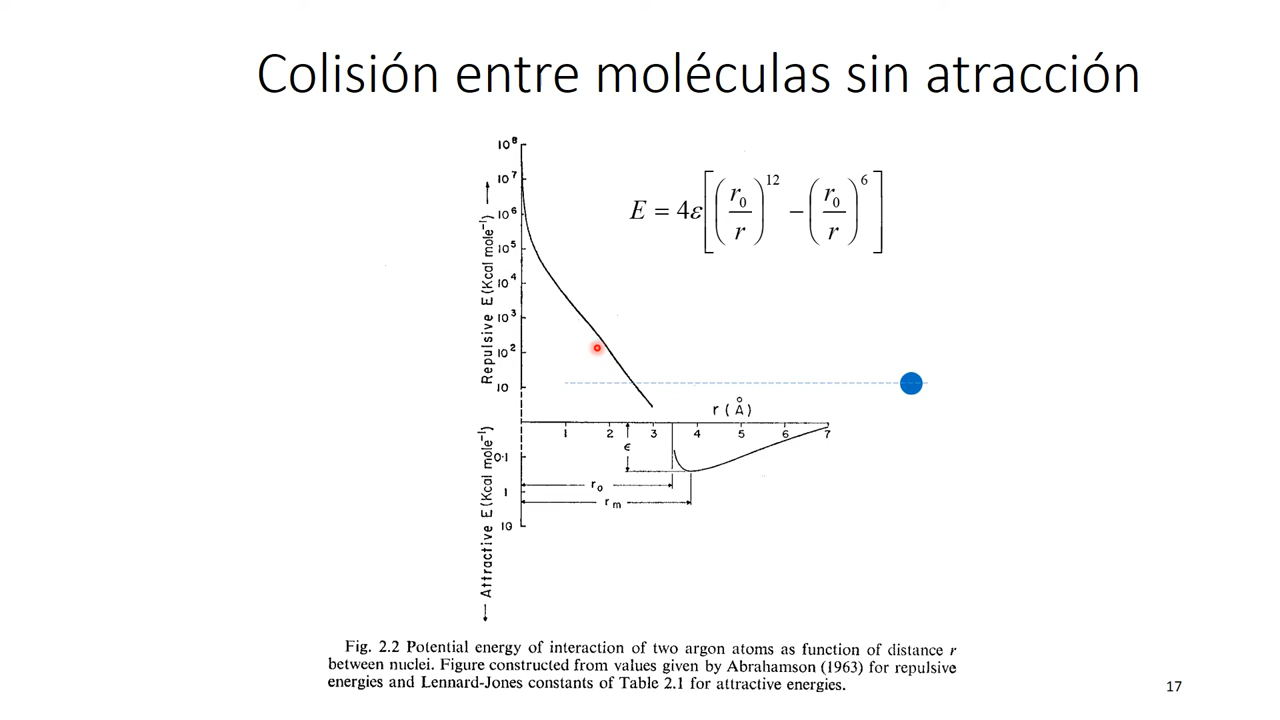 Colisión entre moléculas sin atracción
10⁸
10⁷
10⁶
10⁵
10⁴
10³
10²
10
Repulsive E (Kcal mole⁻¹) →
E = 4ε[(r₀/r)¹² − (r₀/r)⁶]
r (Å)
1 2 3 4 5 6 7
ϵ
0·1
1
10
← Attractive E (Kcal mole⁻¹)
r₀
rₘ
Fig. 2.2 Potential energy of interaction of two argon atoms as function of distance r
between nuclei. Figure constructed from values given by Abrahamson (1963) for repulsive
energies and Lennard-Jones constants of Table 2.1 for attractive energies.
17